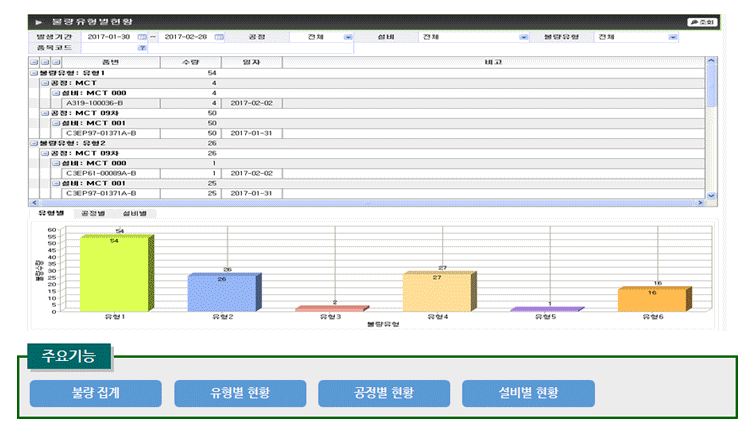 ▶ 불량유형별현황 조회
발생기간 2017-01-30 ~ 2017-02-28 공정 전체 설비 전체 불량유형 전체
품목코드
품번 수량 일자 비고
불량유형: 유형1 54
공정: MCT 4
설비: MCT 000 4
A319-100036-B 4 2017-02-02
공정: MCT 09차 50
설비: MCT 001 50
C3EP97-01371A-B 50 2017-01-31
불량유형: 유형2 26
공정: MCT 09차 26
설비: MCT 000 1
C3EP61-00089A-B 1 2017-02-02
설비: MCT 001 25
C3EP97-01371A-B 25 2017-01-31
유형별 공정별 설비별
불량수량
60
55
50
45
40
35
30
25
20
15
10
5
0
54 54
26 26
2
27 27
1
16 16
유형1 유형2 유형3 유형4 유형5 유형6
불량유형
주요기능
불량 집계 유형별 현황 공정별 현황 설비별 현황